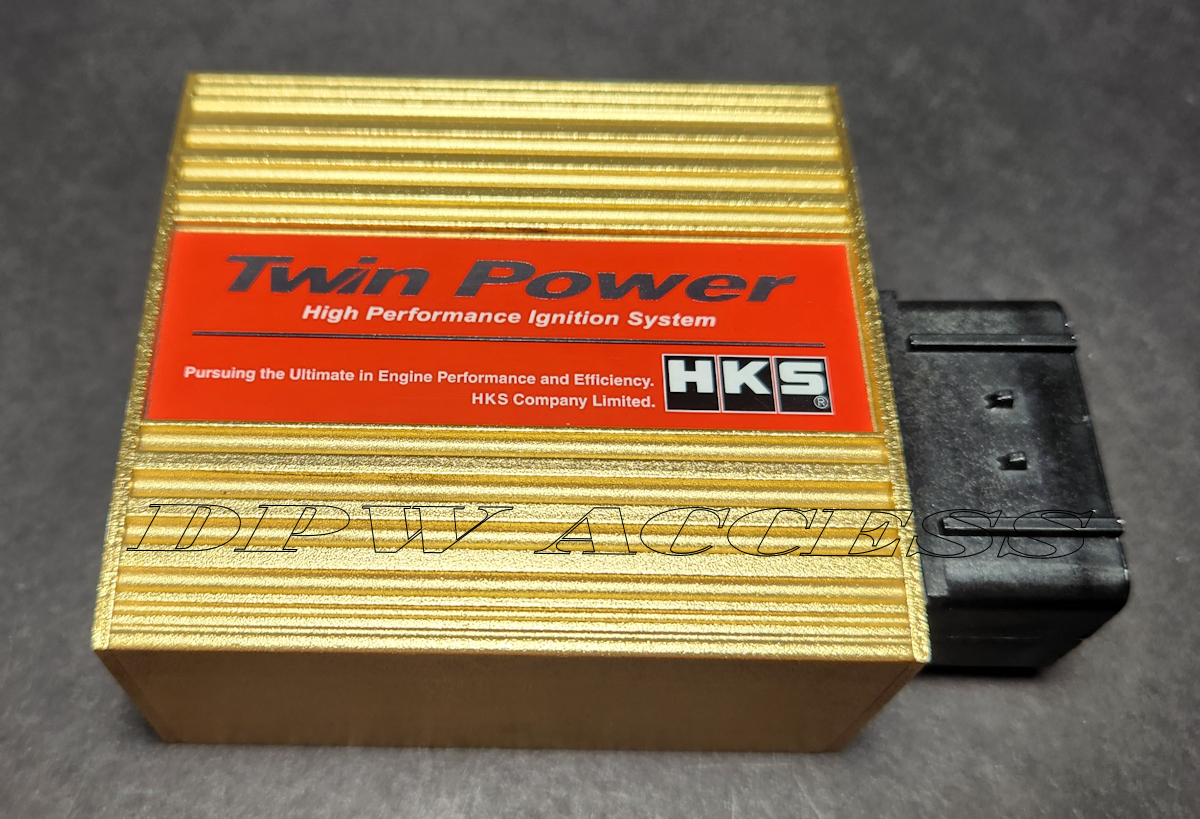 Twin Power
High Performance Ignition System
Pursuing the Ultimate in Engine Performance and Efficiency.
HKS Company Limited.
HKS®
DPW ACCESS